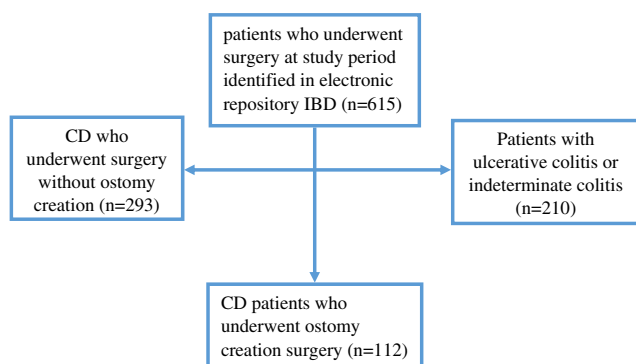 patients who underwent
surgery at study period
identified in electronic
repository IBD (n=615)
CD who
underwent surgery
without ostomy
creation (n=293)
Patients with
ulcerative colitis or
indeterminate colitis
(n=210)
CD patients who
underwent ostomy
creation surgery (n=112)